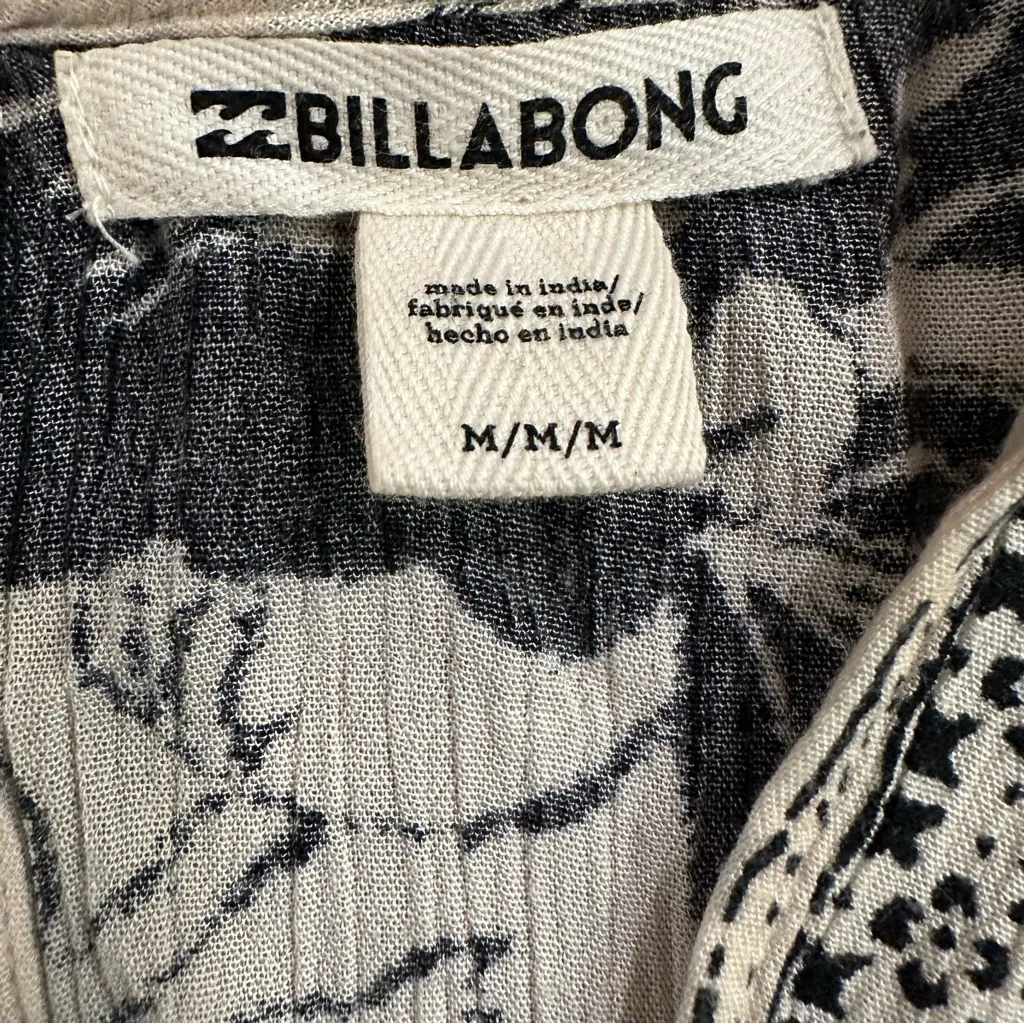 BILLABONG
made in india/
fabriqué en inde/
hecho en india
M/M/M